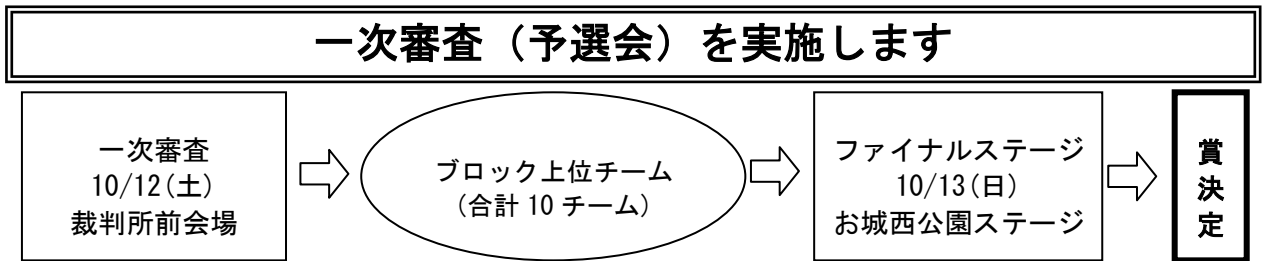 一次審査（予選会）を実施します
一次審査
10/12(土)
裁判所前会場
ブロック上位チーム
(合計 10 チーム)
ファイナルステージ
10/13(日)
お城西公園ステージ
賞決定